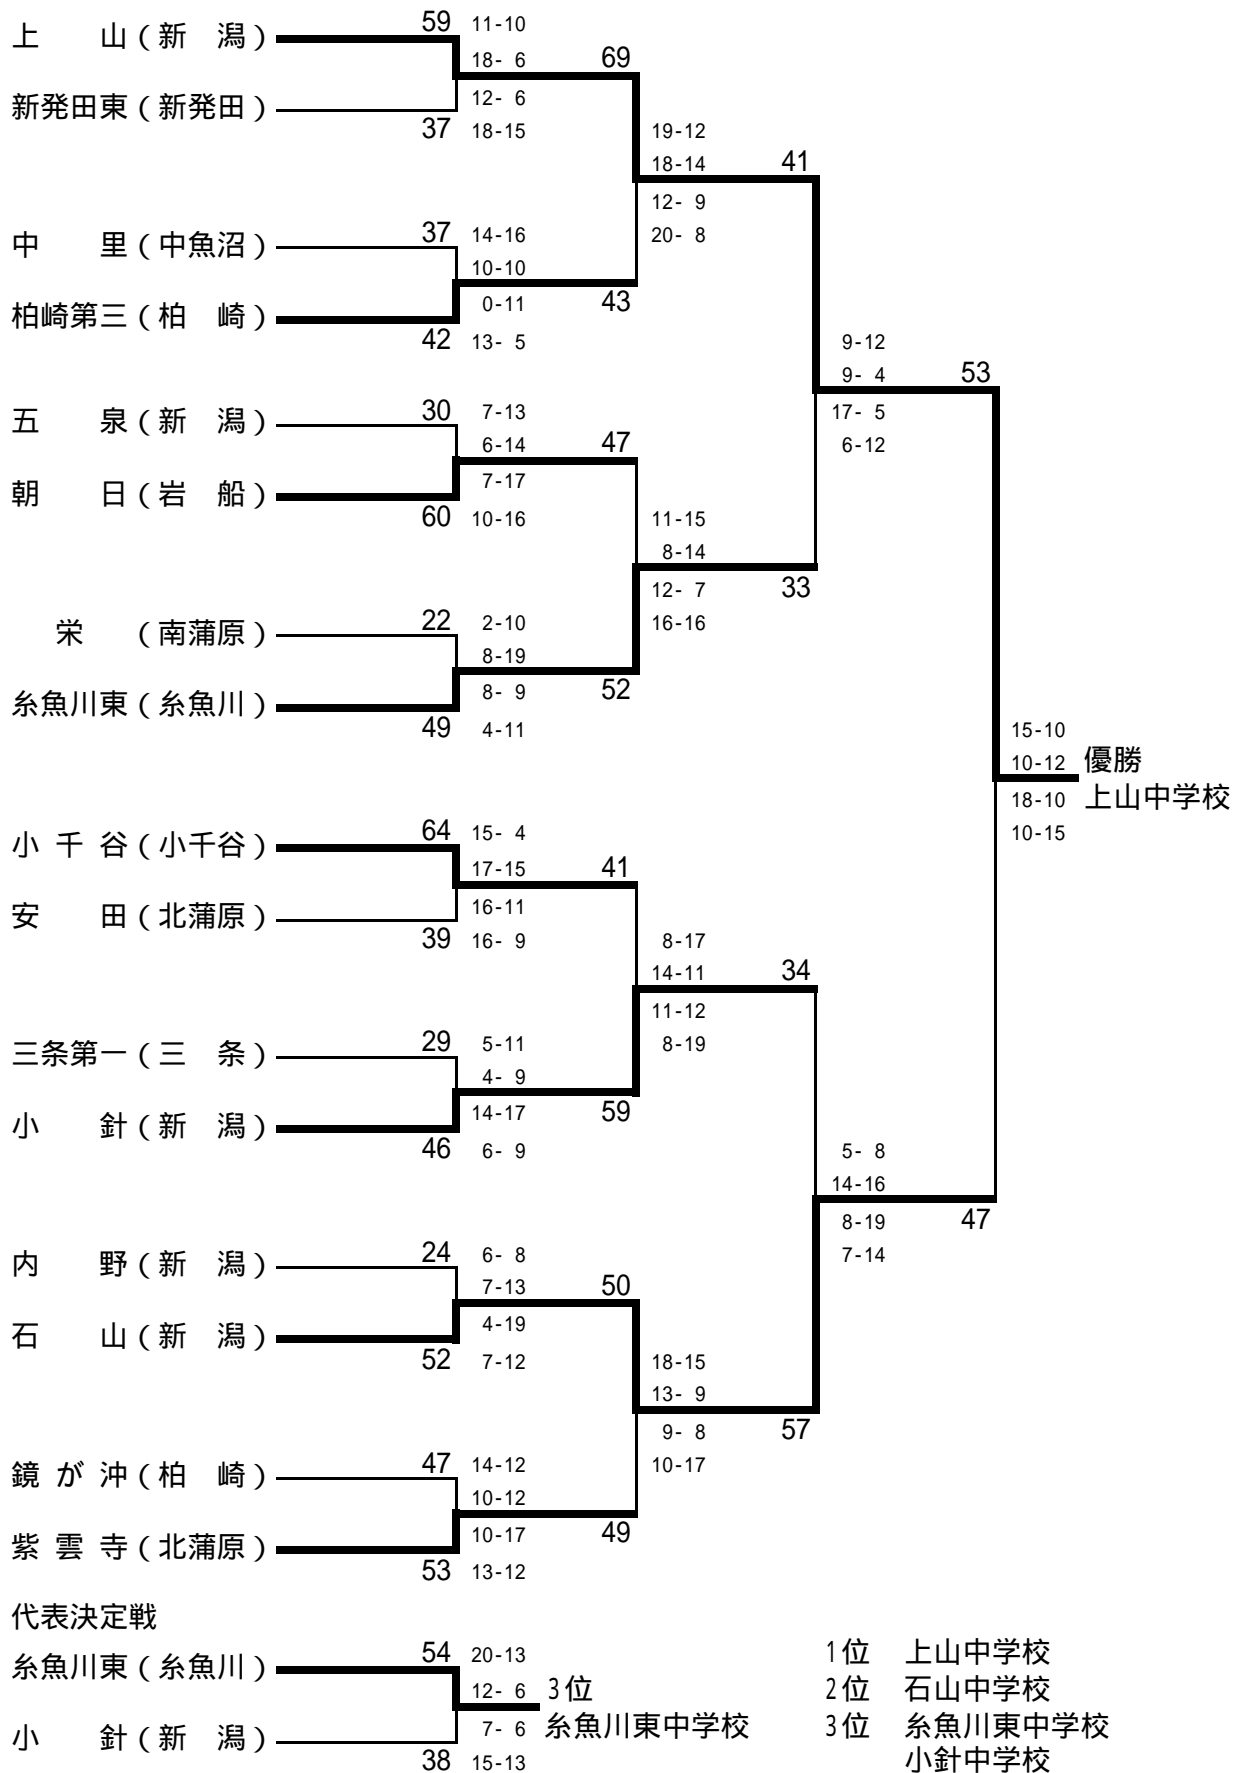 59 11-10
上 山（新 潟）
18- 6 69
12- 6
新発田東（新発田）
37 18-15
19-12
18-14 41
12- 9
20- 8
37 14-16
中 里（中魚沼）
10-10
0-11 43
柏崎第三（柏 崎）
42 13- 5
9-12
9- 4 53
17- 5
6-12
30 7-13
五 泉（新 潟）
6-14 47
7-17
朝 日（岩 船）
60 10-16
11-15
8-14
12- 7 33
16-16
22 2-10
栄 （南蒲原）
8-19
8- 9 52
糸魚川東（糸魚川）
49 4-11
15-10
10-12 優勝
18-10 上山中学校
10-15
64 15- 4
小千谷（小千谷）
17-15 41
16-11
安 田（北蒲原）
39 16- 9
8-17
14-11 34
11-12
8-19
29 5-11
三条第一（三 条）
4- 9
14-17 59
小 針（新 潟）
46 6- 9
5- 8
14-16
8-19 47
7-14
24 6- 8
内 野（新 潟）
7-13 50
4-19
石 山（新 潟）
52 7-12
18-15
13- 9
9- 8 57
10-17
47 14-12
鏡が沖（柏 崎）
10-12
10-17 49
紫雲寺（北蒲原）
53 13-12
代表決定戦
54 20-13
糸魚川東（糸魚川）
12- 6 3位
7- 6 糸魚川東中学校
小 針（新 潟）
38 15-13
1位 上山中学校
2位 石山中学校
3位 糸魚川東中学校
小針中学校